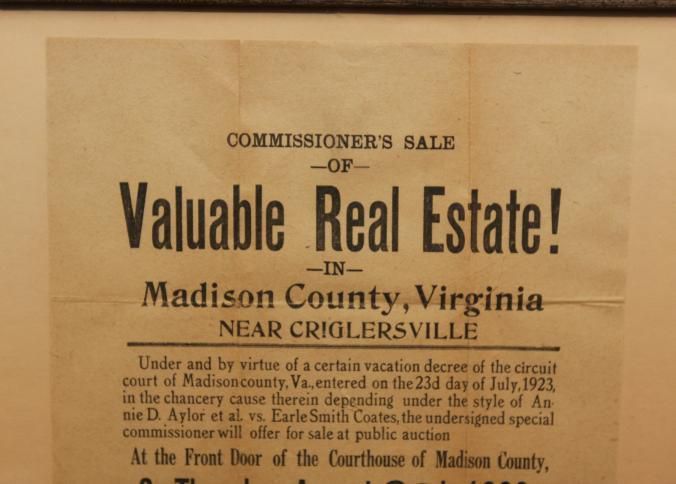 COMMISSIONER'S SALE
—OF—
Valuable Real Estate!
—IN—
Madison County, Virginia
NEAR CR!GLERSVILLE
Under and by virtue of a certain vacation decree of the circuit
court of Madisoncounty, Va., entered on the 23d day of July, 1923,
in the chancery cause therein depending under the style of An-
nie D. Aylor et al. vs. Earle Smith Coates, the undersigned special
commissioner will offer for sale at public auction
At the Front Door of the Courthouse of Madison County,